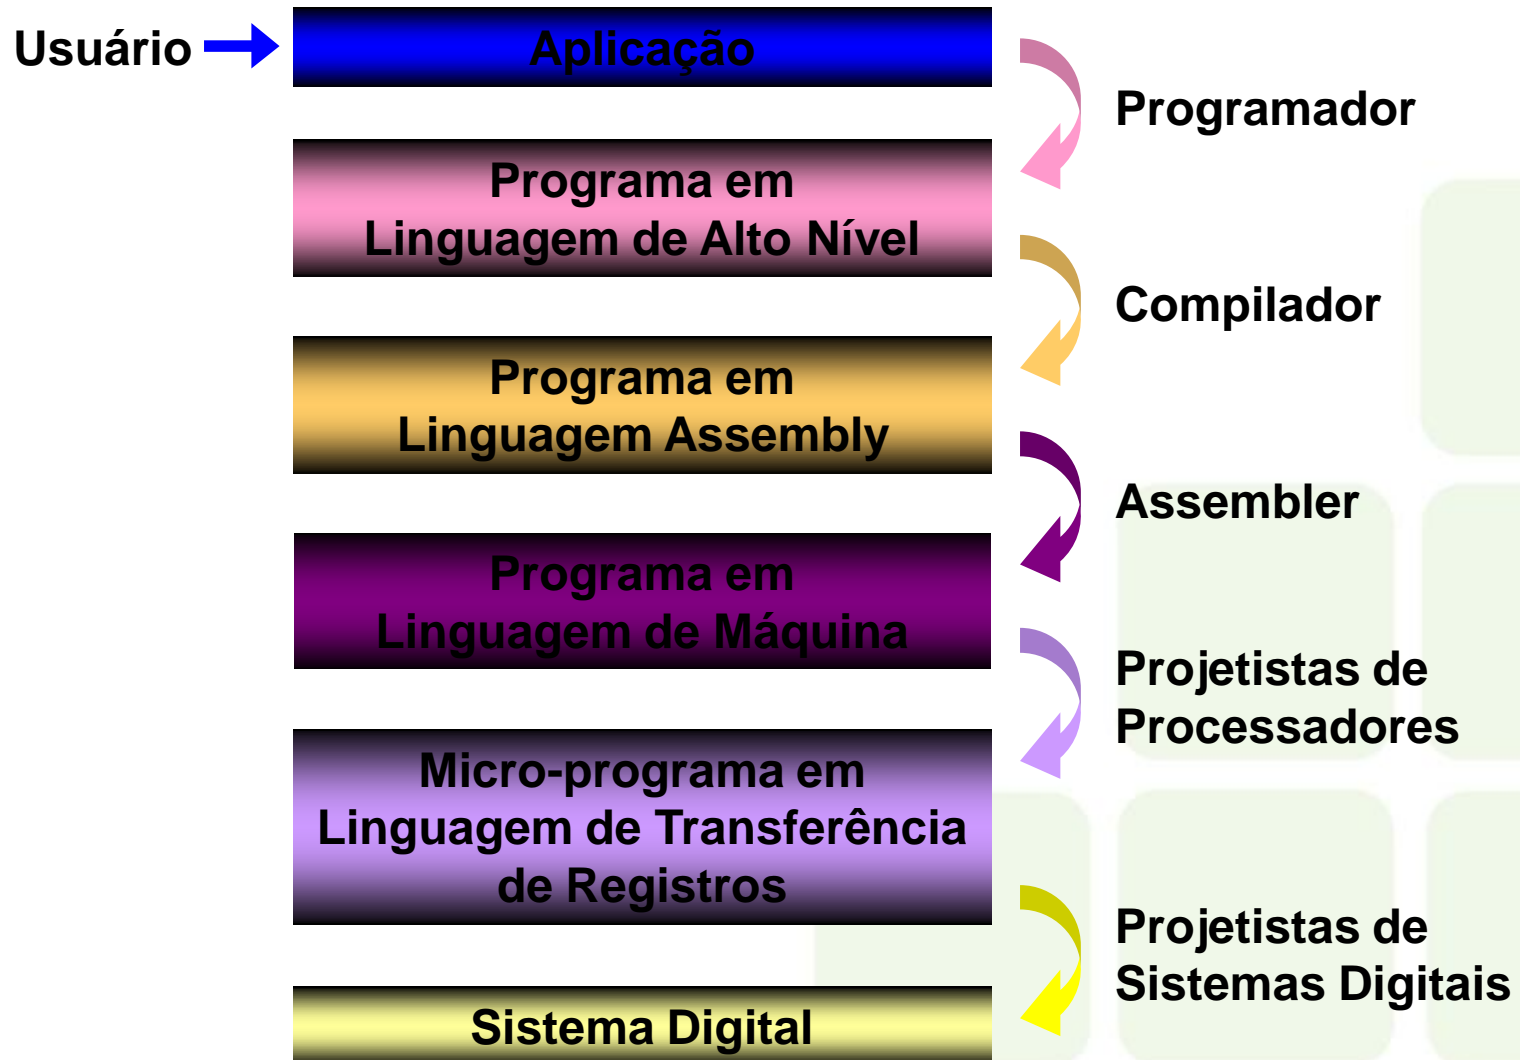 Usuário
Aplicação
Programador
Programa em
Linguagem de Alto Nível
Compilador
Programa em
Linguagem Assembly
Assembler
Programa em
Linguagem de Máquina
Projetistas de
Processadores
Micro-programa em
Linguagem de Transferência
de Registros
Projetistas de
Sistemas Digitais
Sistema Digital